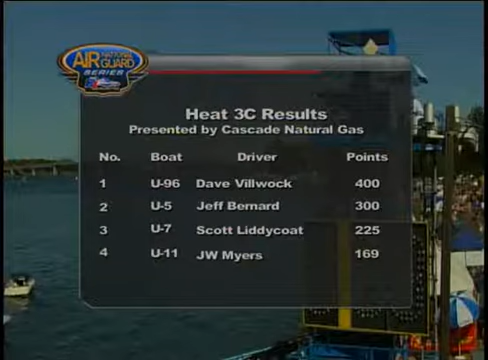 AIR NATIONAL GUARD
SERIES
Heat 3C Results
Presented by Cascade Natural Gas
No. Boat Driver Points
1 U-96 Dave Villwock 400
2 U-5 Jeff Bernard 300
3 U-7 Scott Liddycoat 225
4 U-11 JW Myers 169